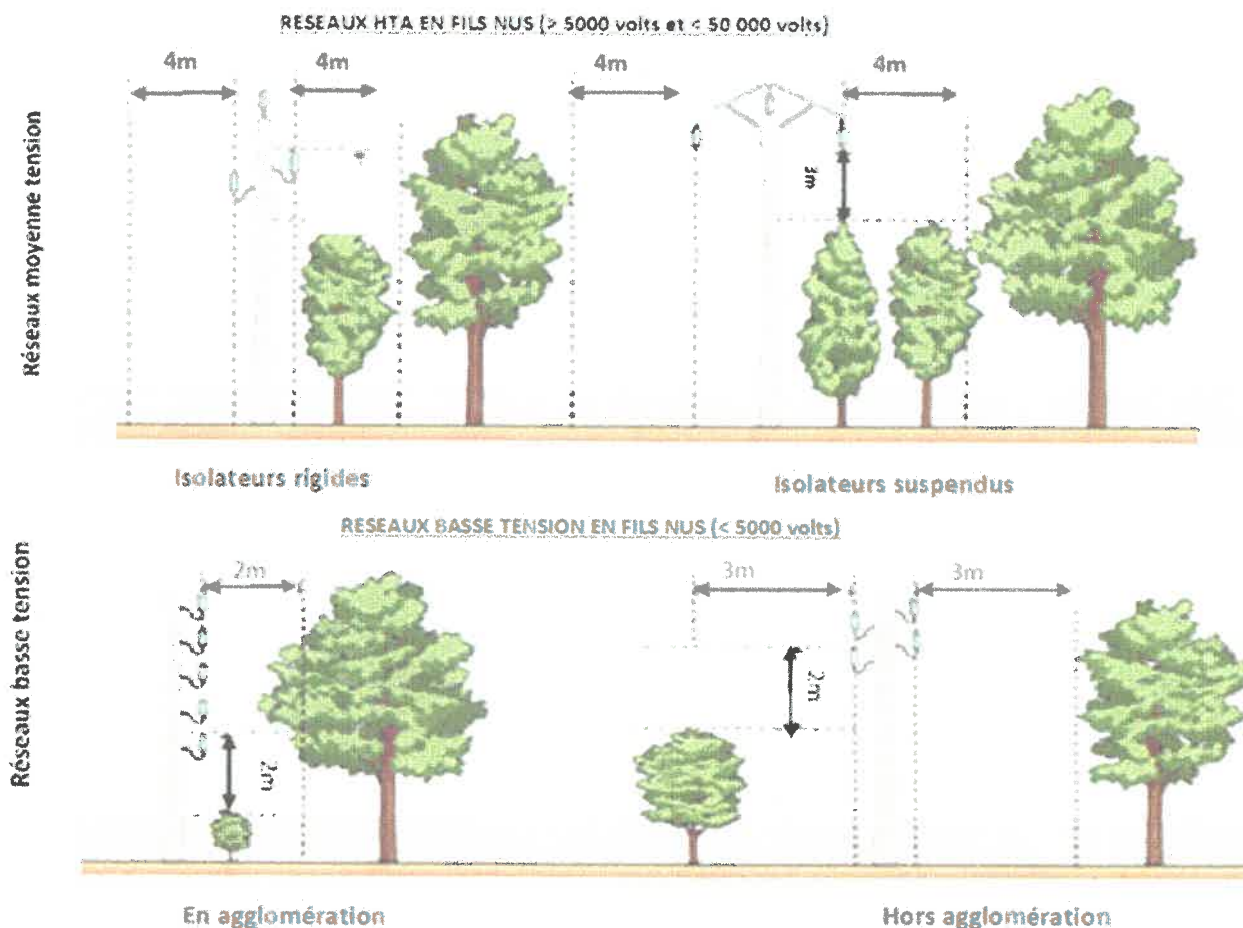 RESEAUX HTA EN FILS NUS (> 5000 volts et < 50 000 volts)
4m
4m
4m
4m
3m
Réseaux moyenne tension
Isolateurs rigides
Isolateurs suspendus
RESEAUX BASSE TENSION EN FILS NUS (< 5000 volts)
2m
3m
3m
2m
2m
Réseaux basse tension
En agglomération
Hors agglomération